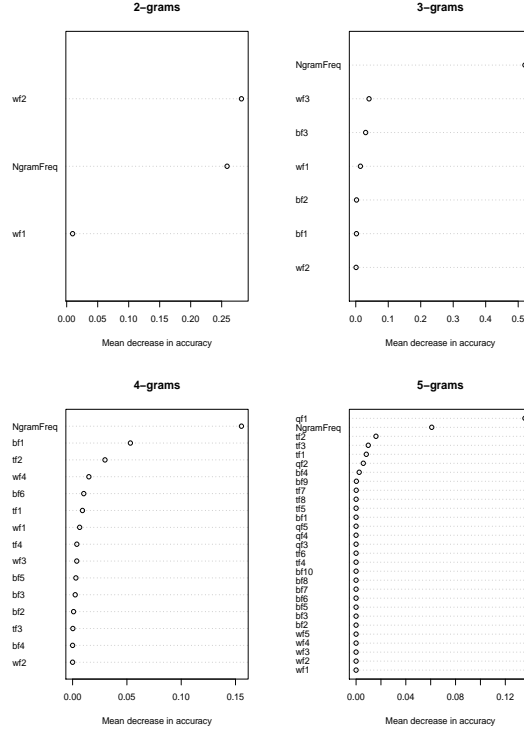 2−grams
wf2
NgramFreq
wf1
0.00 0.05 0.10 0.15 0.20 0.25
Mean decrease in accuracy
3−grams
NgramFreq
wf3
bf3
wf1
bf2
bf1
wf2
0.0 0.1 0.2 0.3 0.4 0.5
Mean decrease in accuracy
4−grams
NgramFreq
bf1
tf2
wf4
bf6
tf1
wf1
tf4
wf3
bf5
bf3
bf2
tf3
bf4
wf2
0.00 0.05 0.10 0.15
Mean decrease in accuracy
5−grams
qf1
NgramFreq
tf2
tf3
tf1
qf2
bf4
bf9
tf7
tf8
tf5
bf1
qf5
qf4
qf3
tf6
tf4
bf10
bf8
bf7
bf6
bf5
bf3
bf2
wf5
wf4
wf3
wf2
wf1
0.00 0.04 0.08 0.12
Mean decrease in accuracy